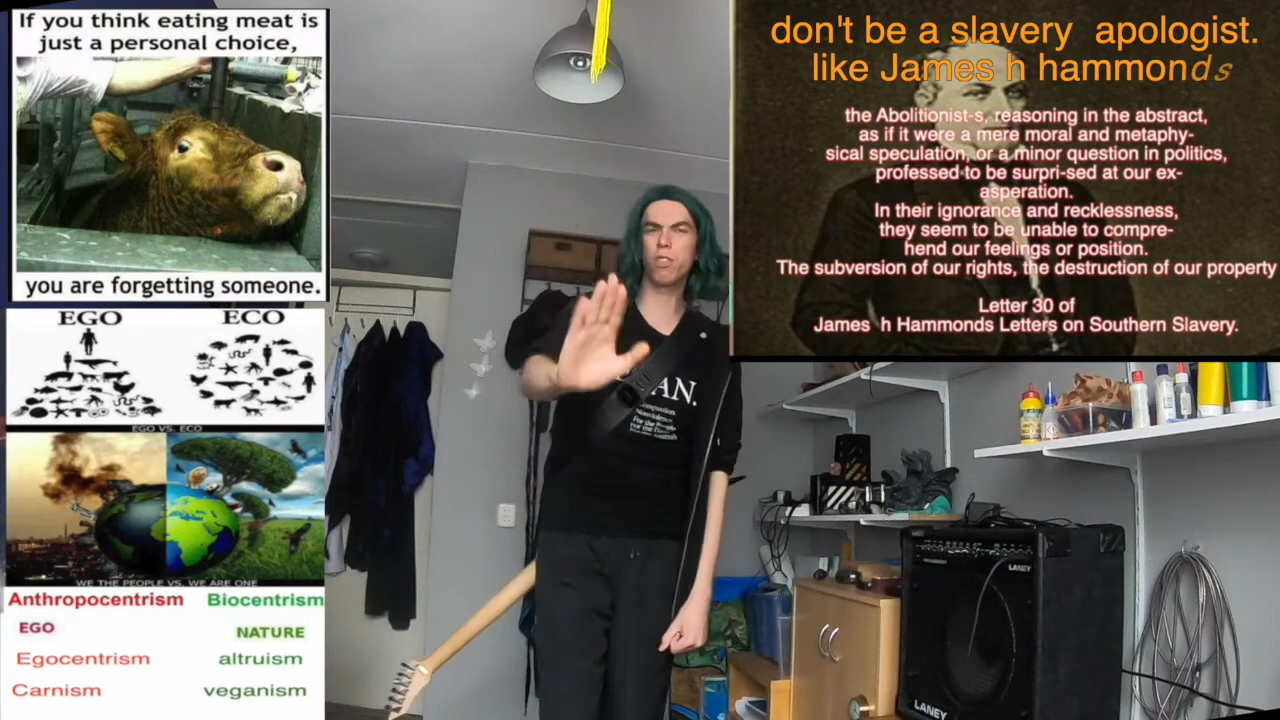 If you think eating meat is
just a personal choice,
you are forgetting someone.
EGO
ECO
EGO VS. ECO
WE THE PEOPLE VS. WE ARE ONE
Anthropocentrism Biocentrism
EGO
NATURE
Egocentrism altruism
Carnism veganism
don't be a slavery apologist.
like James h hammonds
the Abolitionist-s, reasoning in the abstract,
as if it were a mere moral and metaphy-
sical speculation, or a minor question in politics,
professed to be surpri-sed at our ex-
asperation.
In their ignorance and recklessness,
they seem to be unable to compre-
hend our feelings or position.
The subversion of our rights, the destruction of our property
Letter 30 of
James h Hammonds Letters on Southern Slavery.
AN.
Nonviolence
LANEY
LANEY